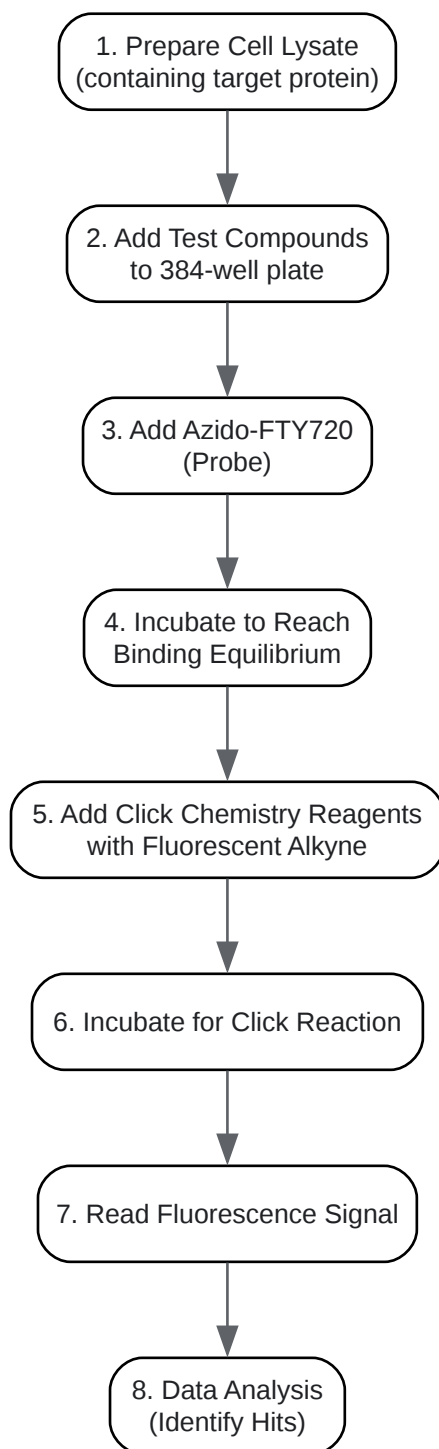 1. Prepare Cell Lysate
(containing target protein)
2. Add Test Compounds
to 384-well plate
3. Add Azido-FTY720
(Probe)
4. Incubate to Reach
Binding Equilibrium
5. Add Click Chemistry Reagents
with Fluorescent Alkyne
6. Incubate for Click Reaction
7. Read Fluorescence Signal
8. Data Analysis
(Identify Hits)